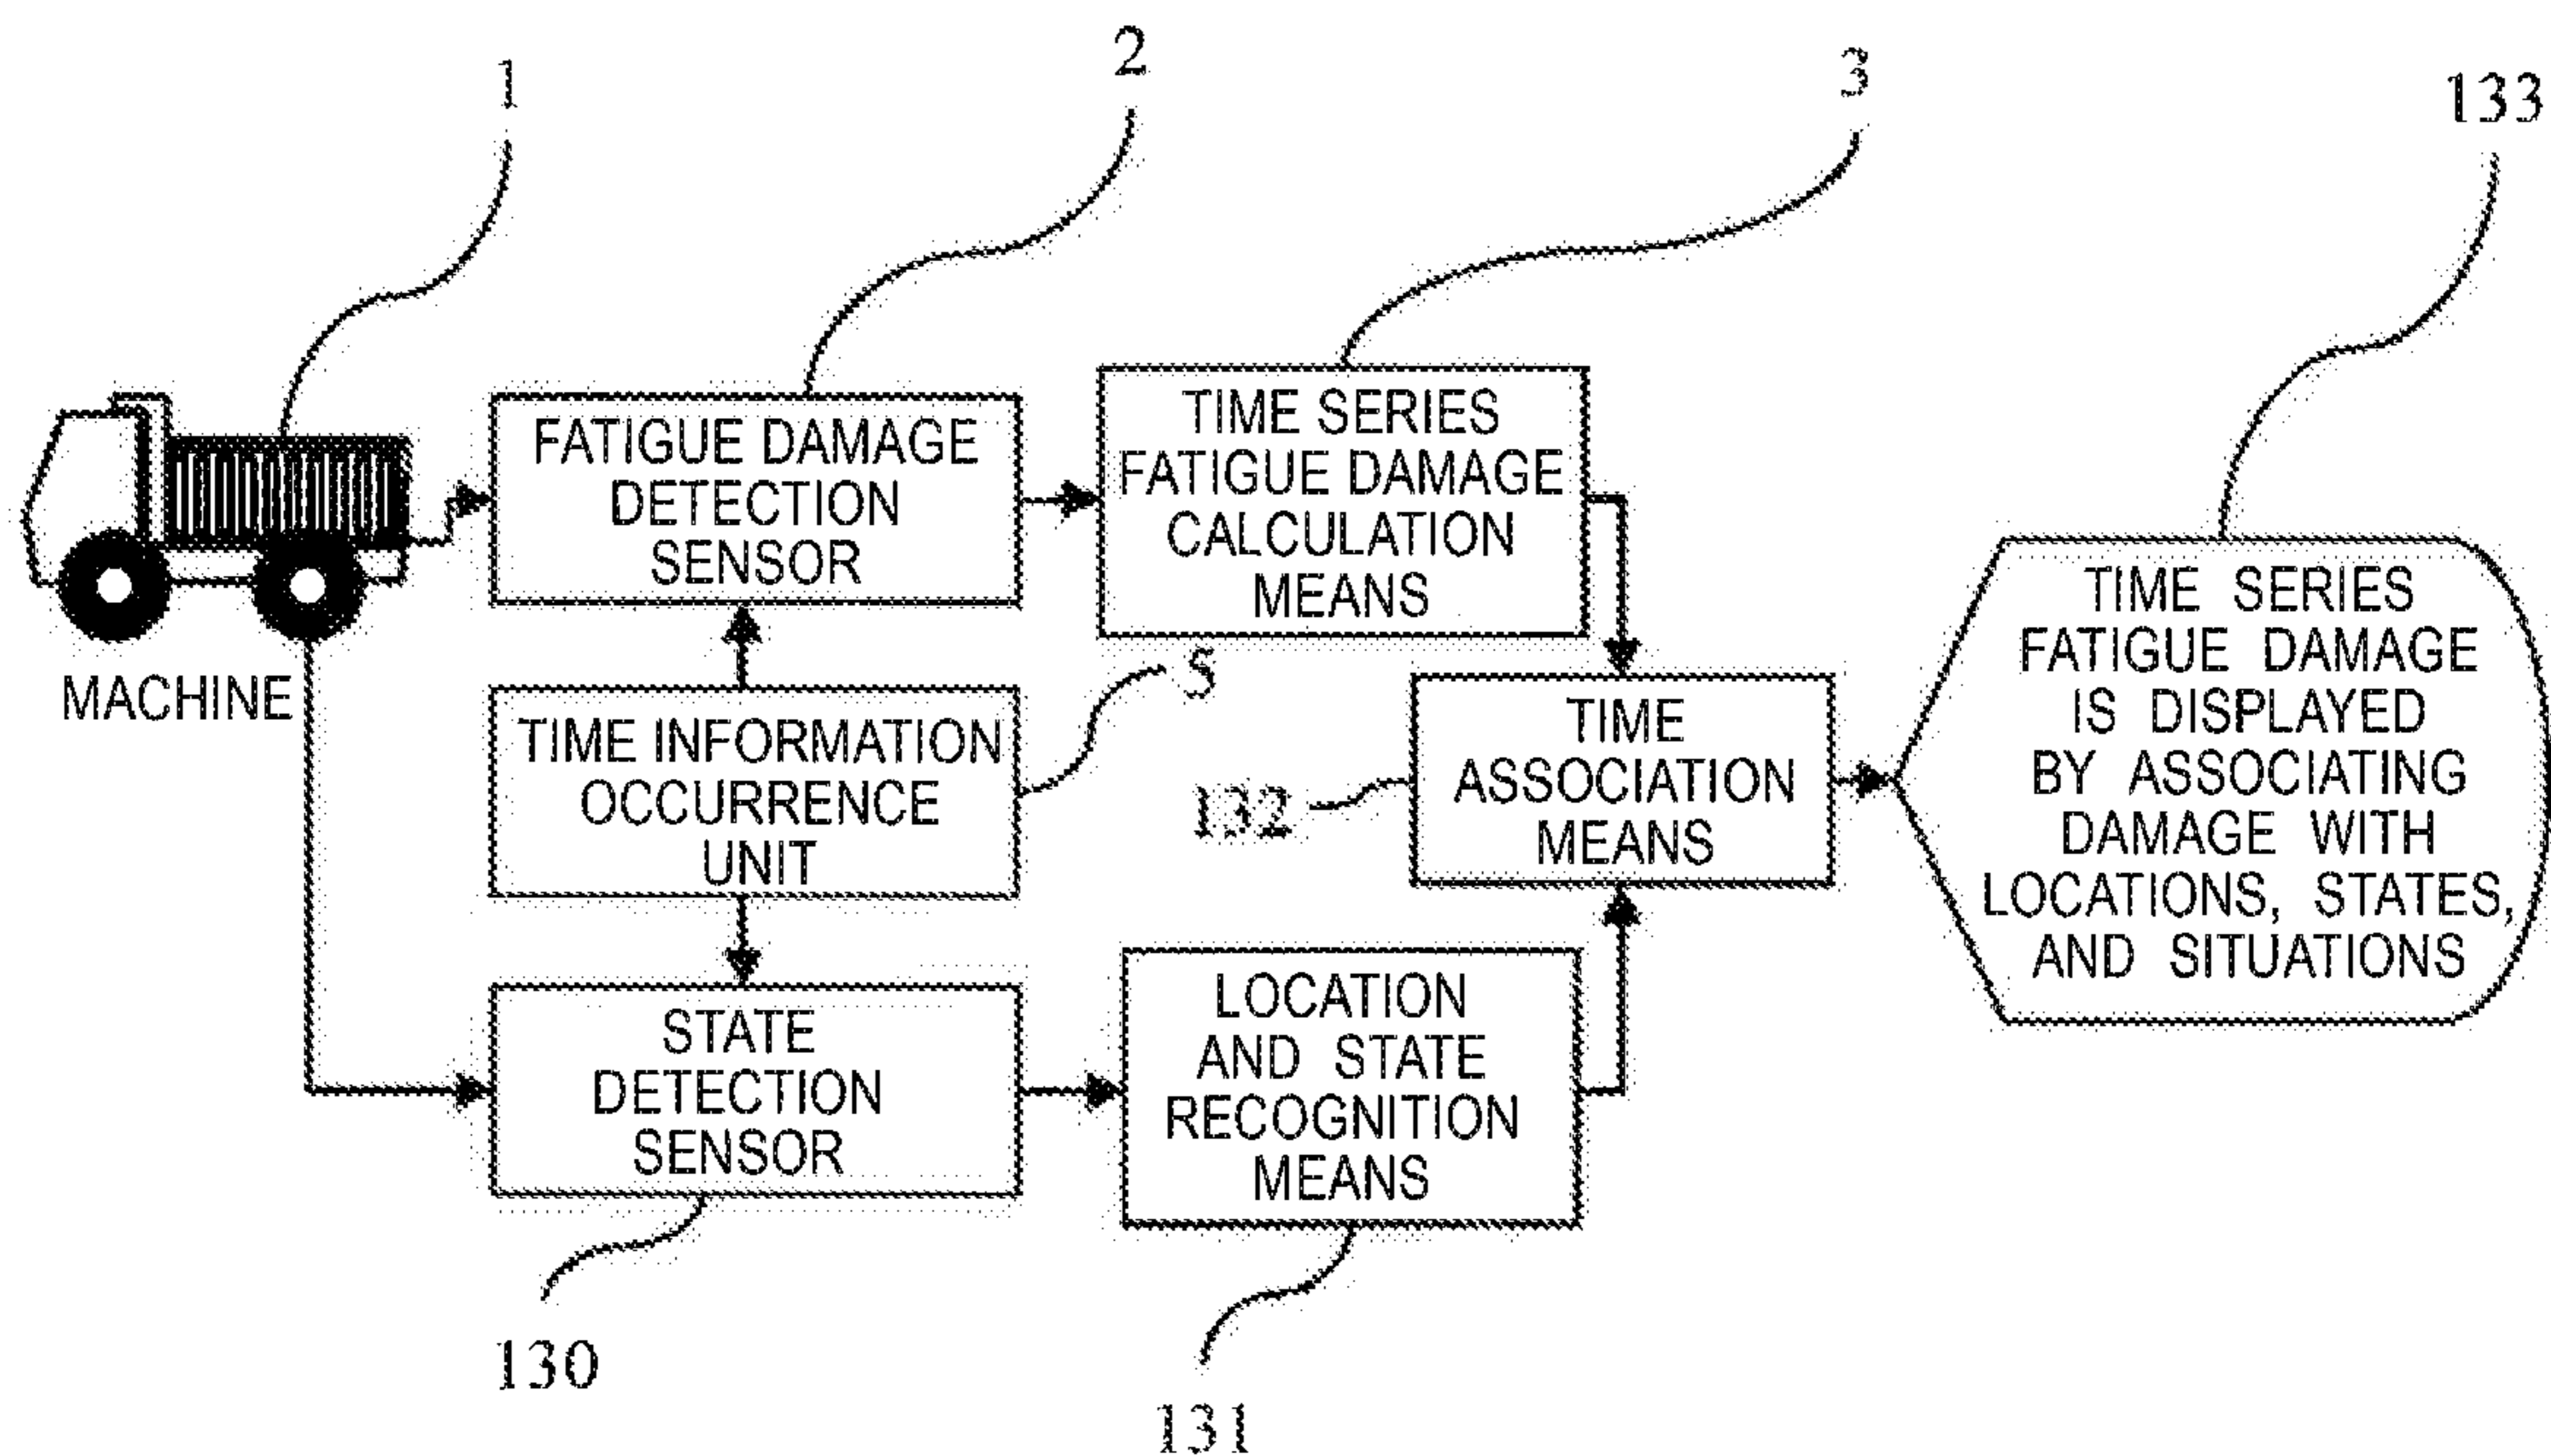 1
2
3
133
FATIGUE DAMAGE
DETECTION
SENSOR
TIME SERIES
FATIGUE DAMAGE
CALCULATION
MEANS
MACHINE
TIME INFORMATION
OCCURRENCE
UNIT
5
132
TIME
ASSOCIATION
MEANS
TIME SERIES
FATIGUE DAMAGE
IS DISPLAYED
BY ASSOCIATING
DAMAGE WITH
LOCATIONS, STATES,
AND SITUATIONS
STATE
DETECTION
SENSOR
LOCATION
AND STATE
RECOGNITION
MEANS
130
131